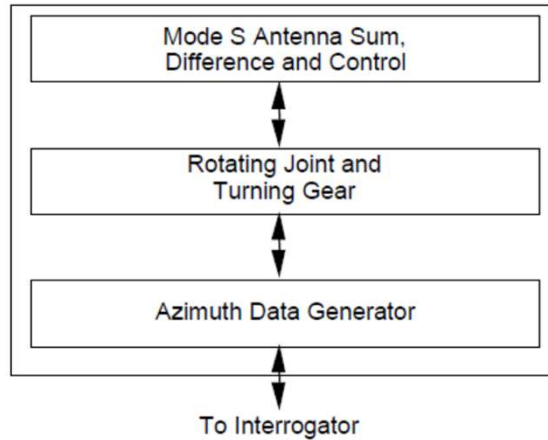 Mode S Antenna Sum,
Difference and Control
Rotating Joint and
Turning Gear
Azimuth Data Generator
To Interrogator